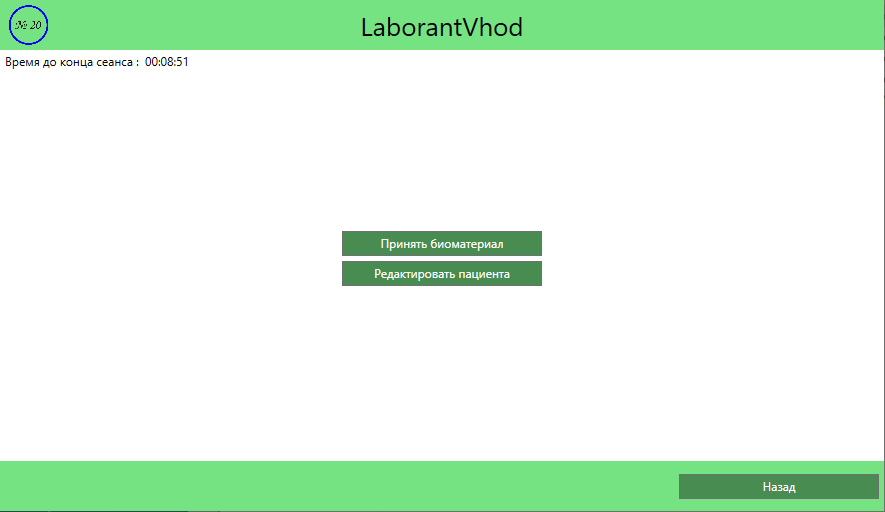 № 20
LaborantVhod
Время до конца сеанса : 00:08:51
Принять биоматериал
Редактировать пациента
Назад